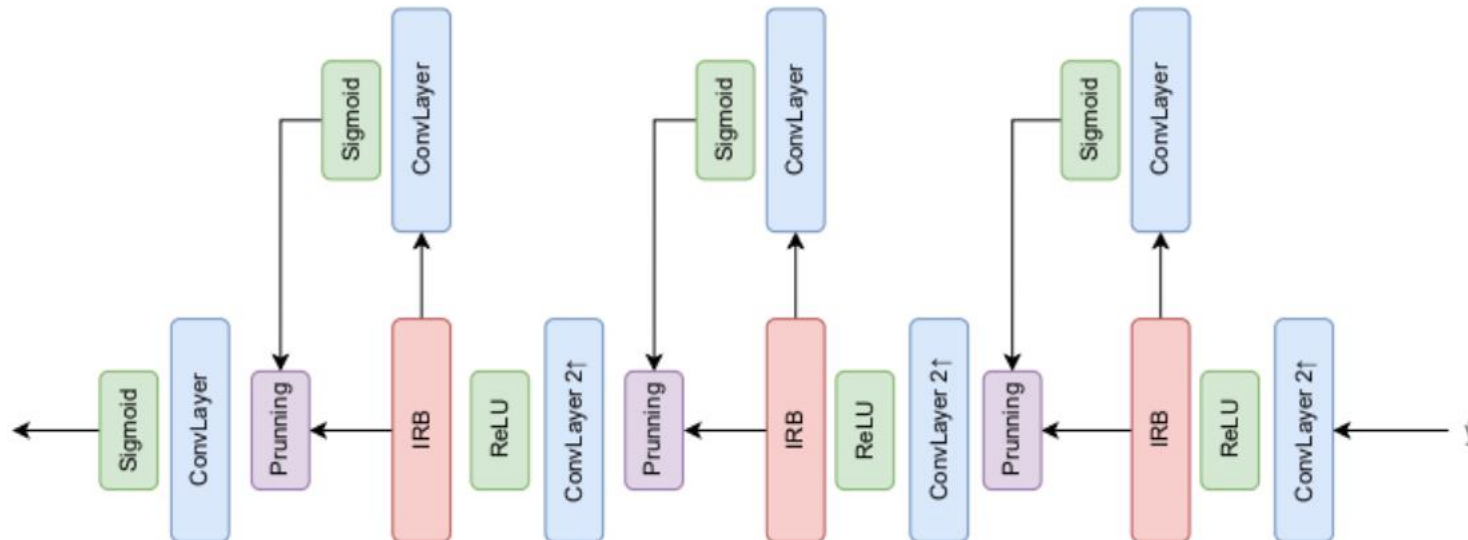 Sigmoid
ConvLayer
Sigmoid
ConvLayer
Sigmoid
ConvLayer
Sigmoid
ConvLayer
Prunning
IRB
ReLU
ConvLayer 2↑
Prunning
IRB
ReLU
ConvLayer 2↑
Prunning
IRB
ReLU
ConvLayer 2↑